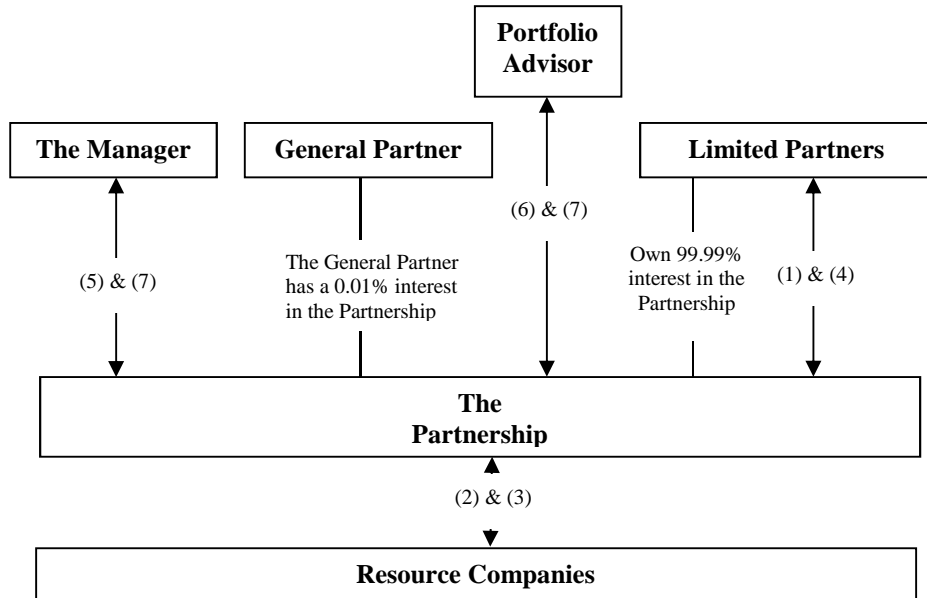 Portfolio
Advisor
The Manager
General Partner
Limited Partners
(5) & (7)
The General Partner
has a 0.01% interest
in the Partnership
(6) & (7)
Own 99.99%
interest in the
Partnership
(1) & (4)
The
Partnership
(2) & (3)
Resource Companies